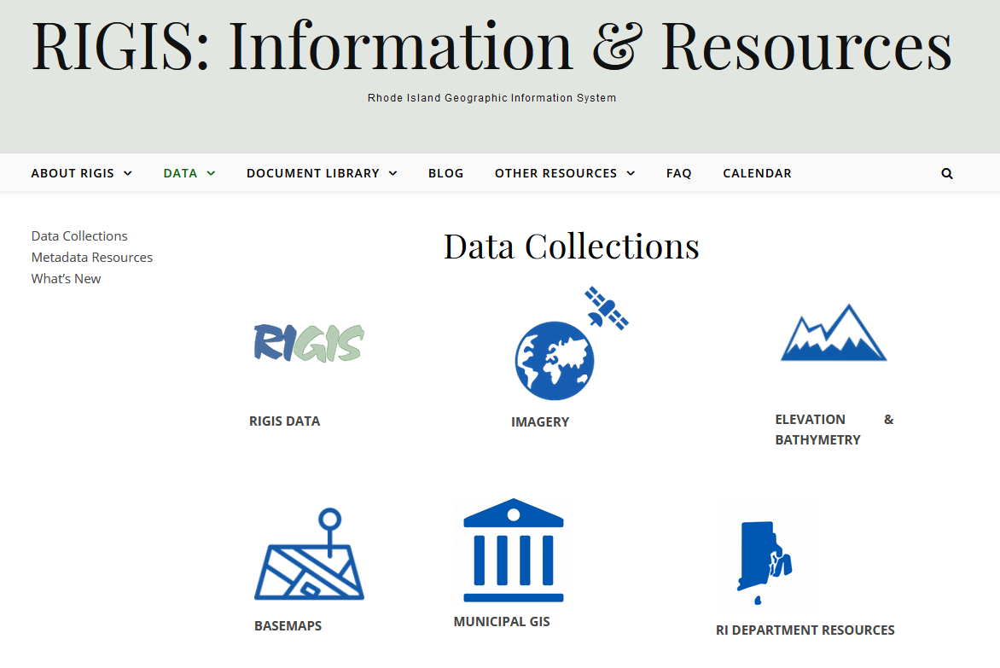 RIGIS: Information & Resources
Rhode Island Geographic Information System
ABOUT RIGIS DATA DOCUMENT LIBRARY BLOG OTHER RESOURCES FAQ CALENDAR
Data Collections
Metadata Resources
What’s New
Data Collections
RIGIS
RIGIS DATA
IMAGERY
ELEVATION &
BATHYMETRY
BASEMAPS
MUNICIPAL GIS
RI DEPARTMENT RESOURCES